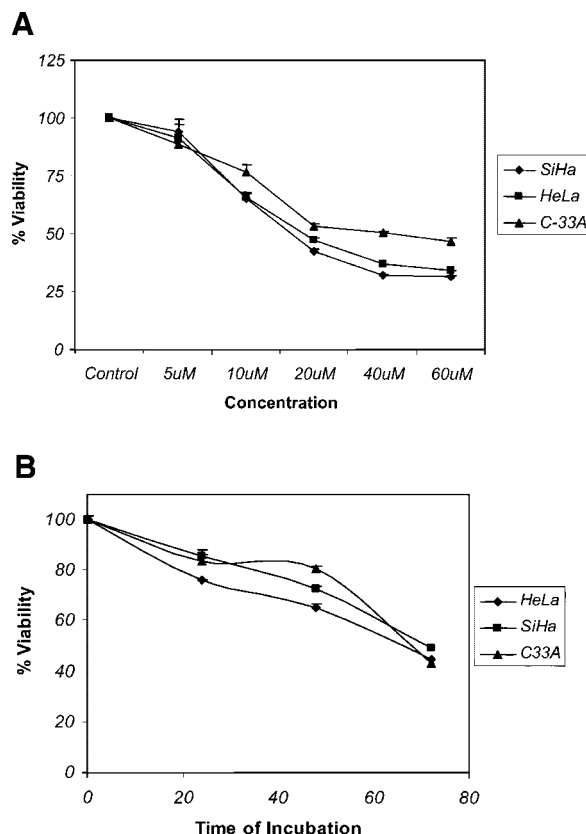 A
125
100
75
50
25
0
% Viability
Control 5uM 10uM 20uM 40uM 60uM
Concentration
SiHa
HeLa
C-33A
B
100
80
60
40
20
0
% Viability
0 20 40 60 80
Time of Incubation
HeLa
SiHa
C33A